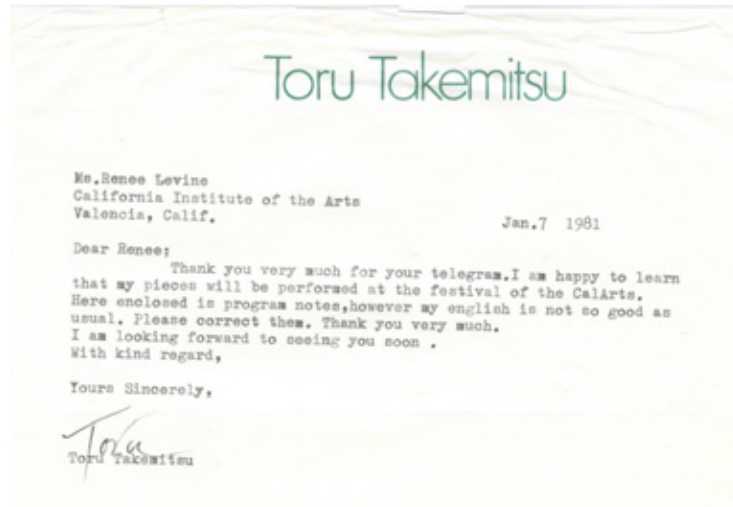 Toru Takemitsu
Ms.Renee Levine
California Institute of the Arts
Valencia, Calif.
Jan.7 1981
Dear Renee;
Thank you very much for your telegram.I am happy to learn
that my pieces will be performed at the festival of the CalArts.
Here enclosed is program notes,however my english is not so good as
usual. Please correct them. Thank you very much.
I am looking forward to seeing you soon .
With kind regard,
Yours Sincerely,
Toru
Toru Takemitsu